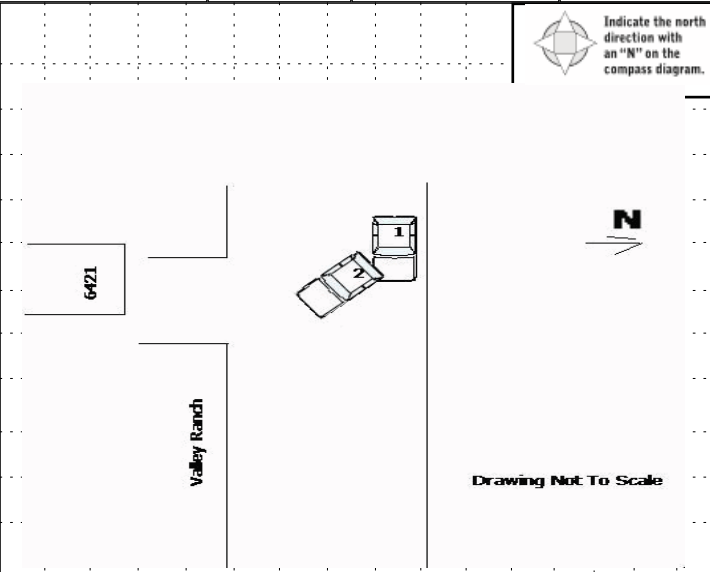 Indicate the north
direction with
an “N” on the
compass diagram.
N
1
2
6421
Valley Ranch
Drawing Not To Scale